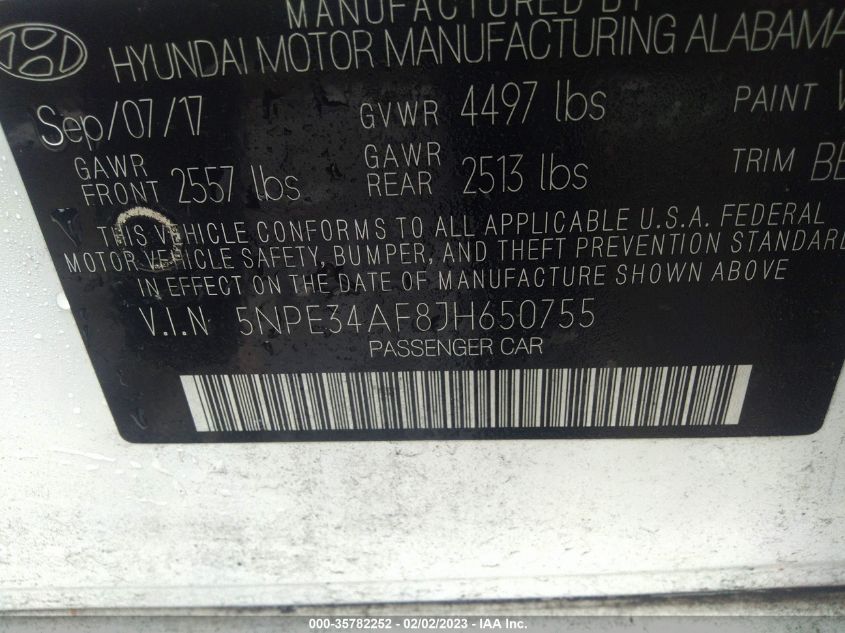 MANUFACTURED BY
HYUNDAI MOTOR MANUFACTURING ALABAMA
Sep/07/17 GVWR 4497 lbs PAINT
GAWR FRONT 2557 lbs GAWR REAR 2513 lbs TRIM BE
THIS VEHICLE CONFORMS TO ALL APPLICABLE U.S.A. FEDERAL
MOTOR VEHICLE SAFETY, BUMPER, AND THEFT PREVENTION STANDARD
IN EFFECT ON THE DATE OF MANUFACTURE SHOWN ABOVE
V.I.N 5NPE34AF8JH650755
PASSENGER CAR
000-35782252 - 02/02/2023 - © IAA Inc.